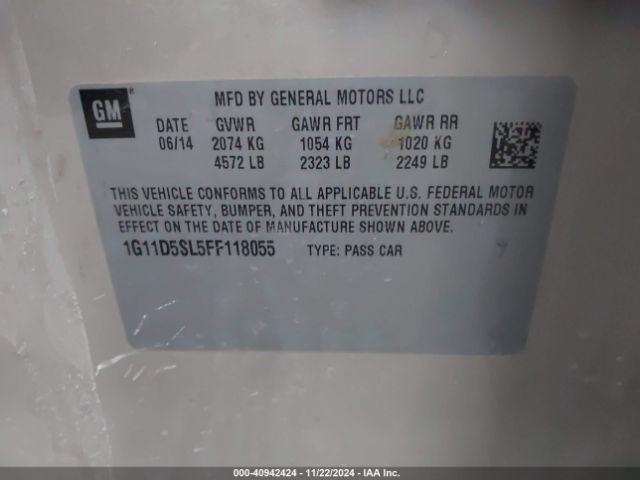 GM
®
MFD BY GENERAL MOTORS LLC
DATE GVWR GAWR FRT GAWR RR
06/14 2074 KG 1054 KG 1020 KG
4572 LB 2323 LB 2249 LB
THIS VEHICLE CONFORMS TO ALL APPLICABLE U.S. FEDERAL MOTOR
VEHICLE SAFETY, BUMPER, AND THEFT PREVENTION STANDARDS IN
EFFECT ON THE DATE OF MANUFACTURE SHOWN ABOVE.
1G11D5SL5FF118055 TYPE: PASS CAR
000-40942424 - 11/22/2024 - IAA Inc.